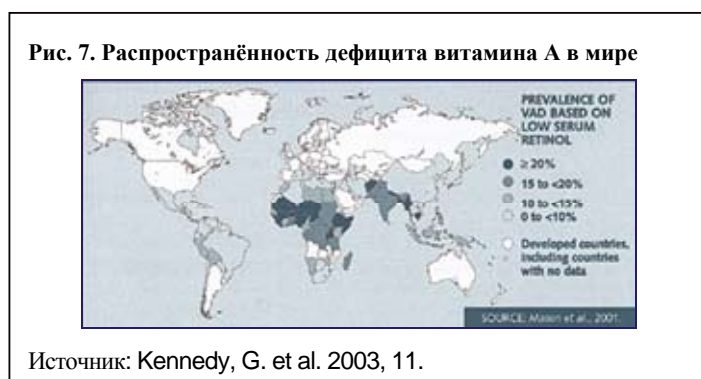 Рис. 7. Распространённость дефицита витамина А в мире
PREVALENCE OF
VAD BASED ON
LOW SERUM
RETINOL
≥ 20%
15 to <20%
10 to <15%
0 to <10%
Developed countries,
including countries
with no data
SOURCE: Mason et al., 2001.
Источник: Kennedy, G. et al. 2003, 11.